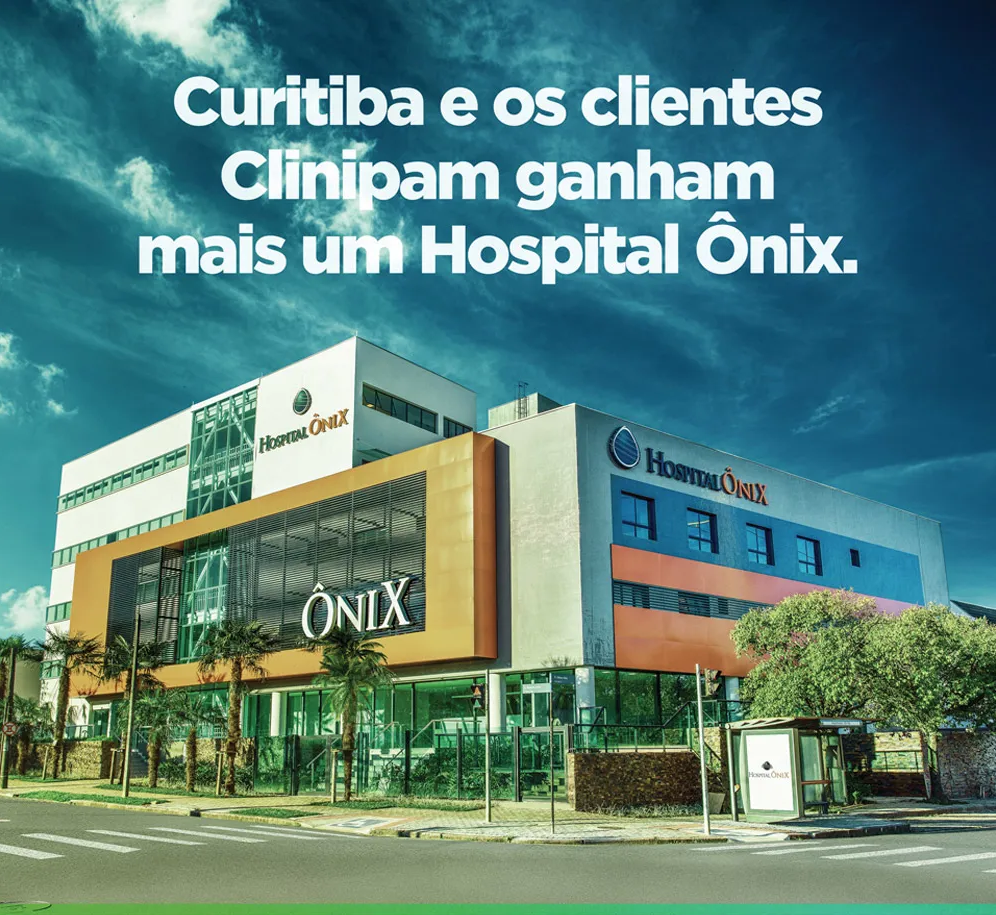 Curitiba e os clientes
Clinipam ganham
mais um Hospital Ônix.
HOSPITAL ÔNIX
HOSPITAL ÔNIX
ÔNIX
HOSPITAL ÔNIX